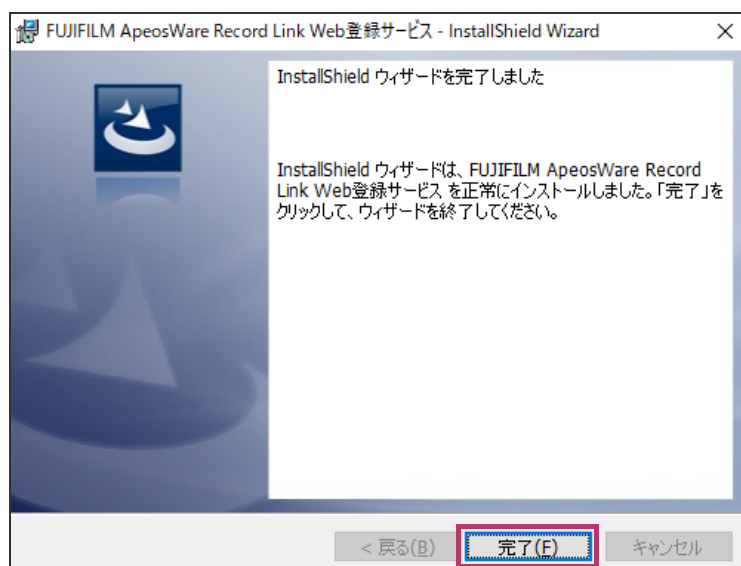 FUJIFILM ApeosWare Record Link Web登録サービス - InstallShield Wizard
InstallShield ウィザードを完了しました
InstallShield ウィザードは、FUJIFILM ApeosWare Record
Link Web登録サービス を正常にインストールしました。「完了」を
クリックして、ウィザードを終了してください。
< 戻る(B) 完了(F) キャンセル